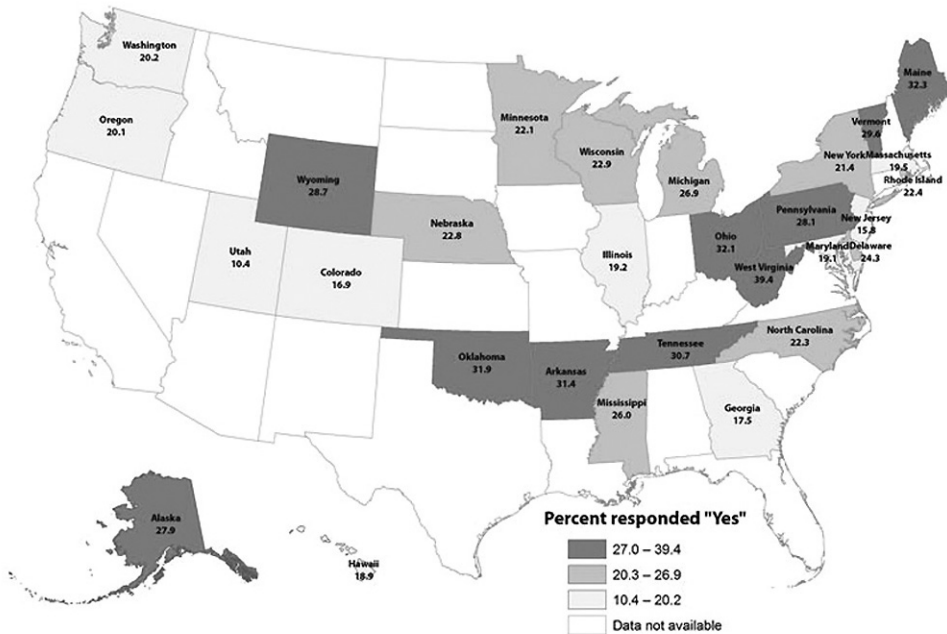 Washington
20.2
Maine
32.3
Oregon
20.1
Minnesota
22.1
Vermont
29.6
Wisconsin
22.9
New York
21.4
Massachusetts
19.5
Rhode Island
22.4
Wyoming
28.7
Michigan
26.9
Nebraska
22.8
Pennsylvania
28.1
New Jersey
15.8
Ohio
32.1
Utah
10.4
Colorado
16.9
Illinois
19.2
Maryland
19.1
Delaware
24.3
West Virginia
39.4
North Carolina
22.3
Tennessee
30.7
Oklahoma
31.9
Arkansas
31.4
Mississippi
26.0
Georgia
17.5
Alaska
27.9
Hawaii
18.9
Percent responded "Yes"
27.0 – 39.4
20.3 – 26.9
10.4 – 20.2
Data not available